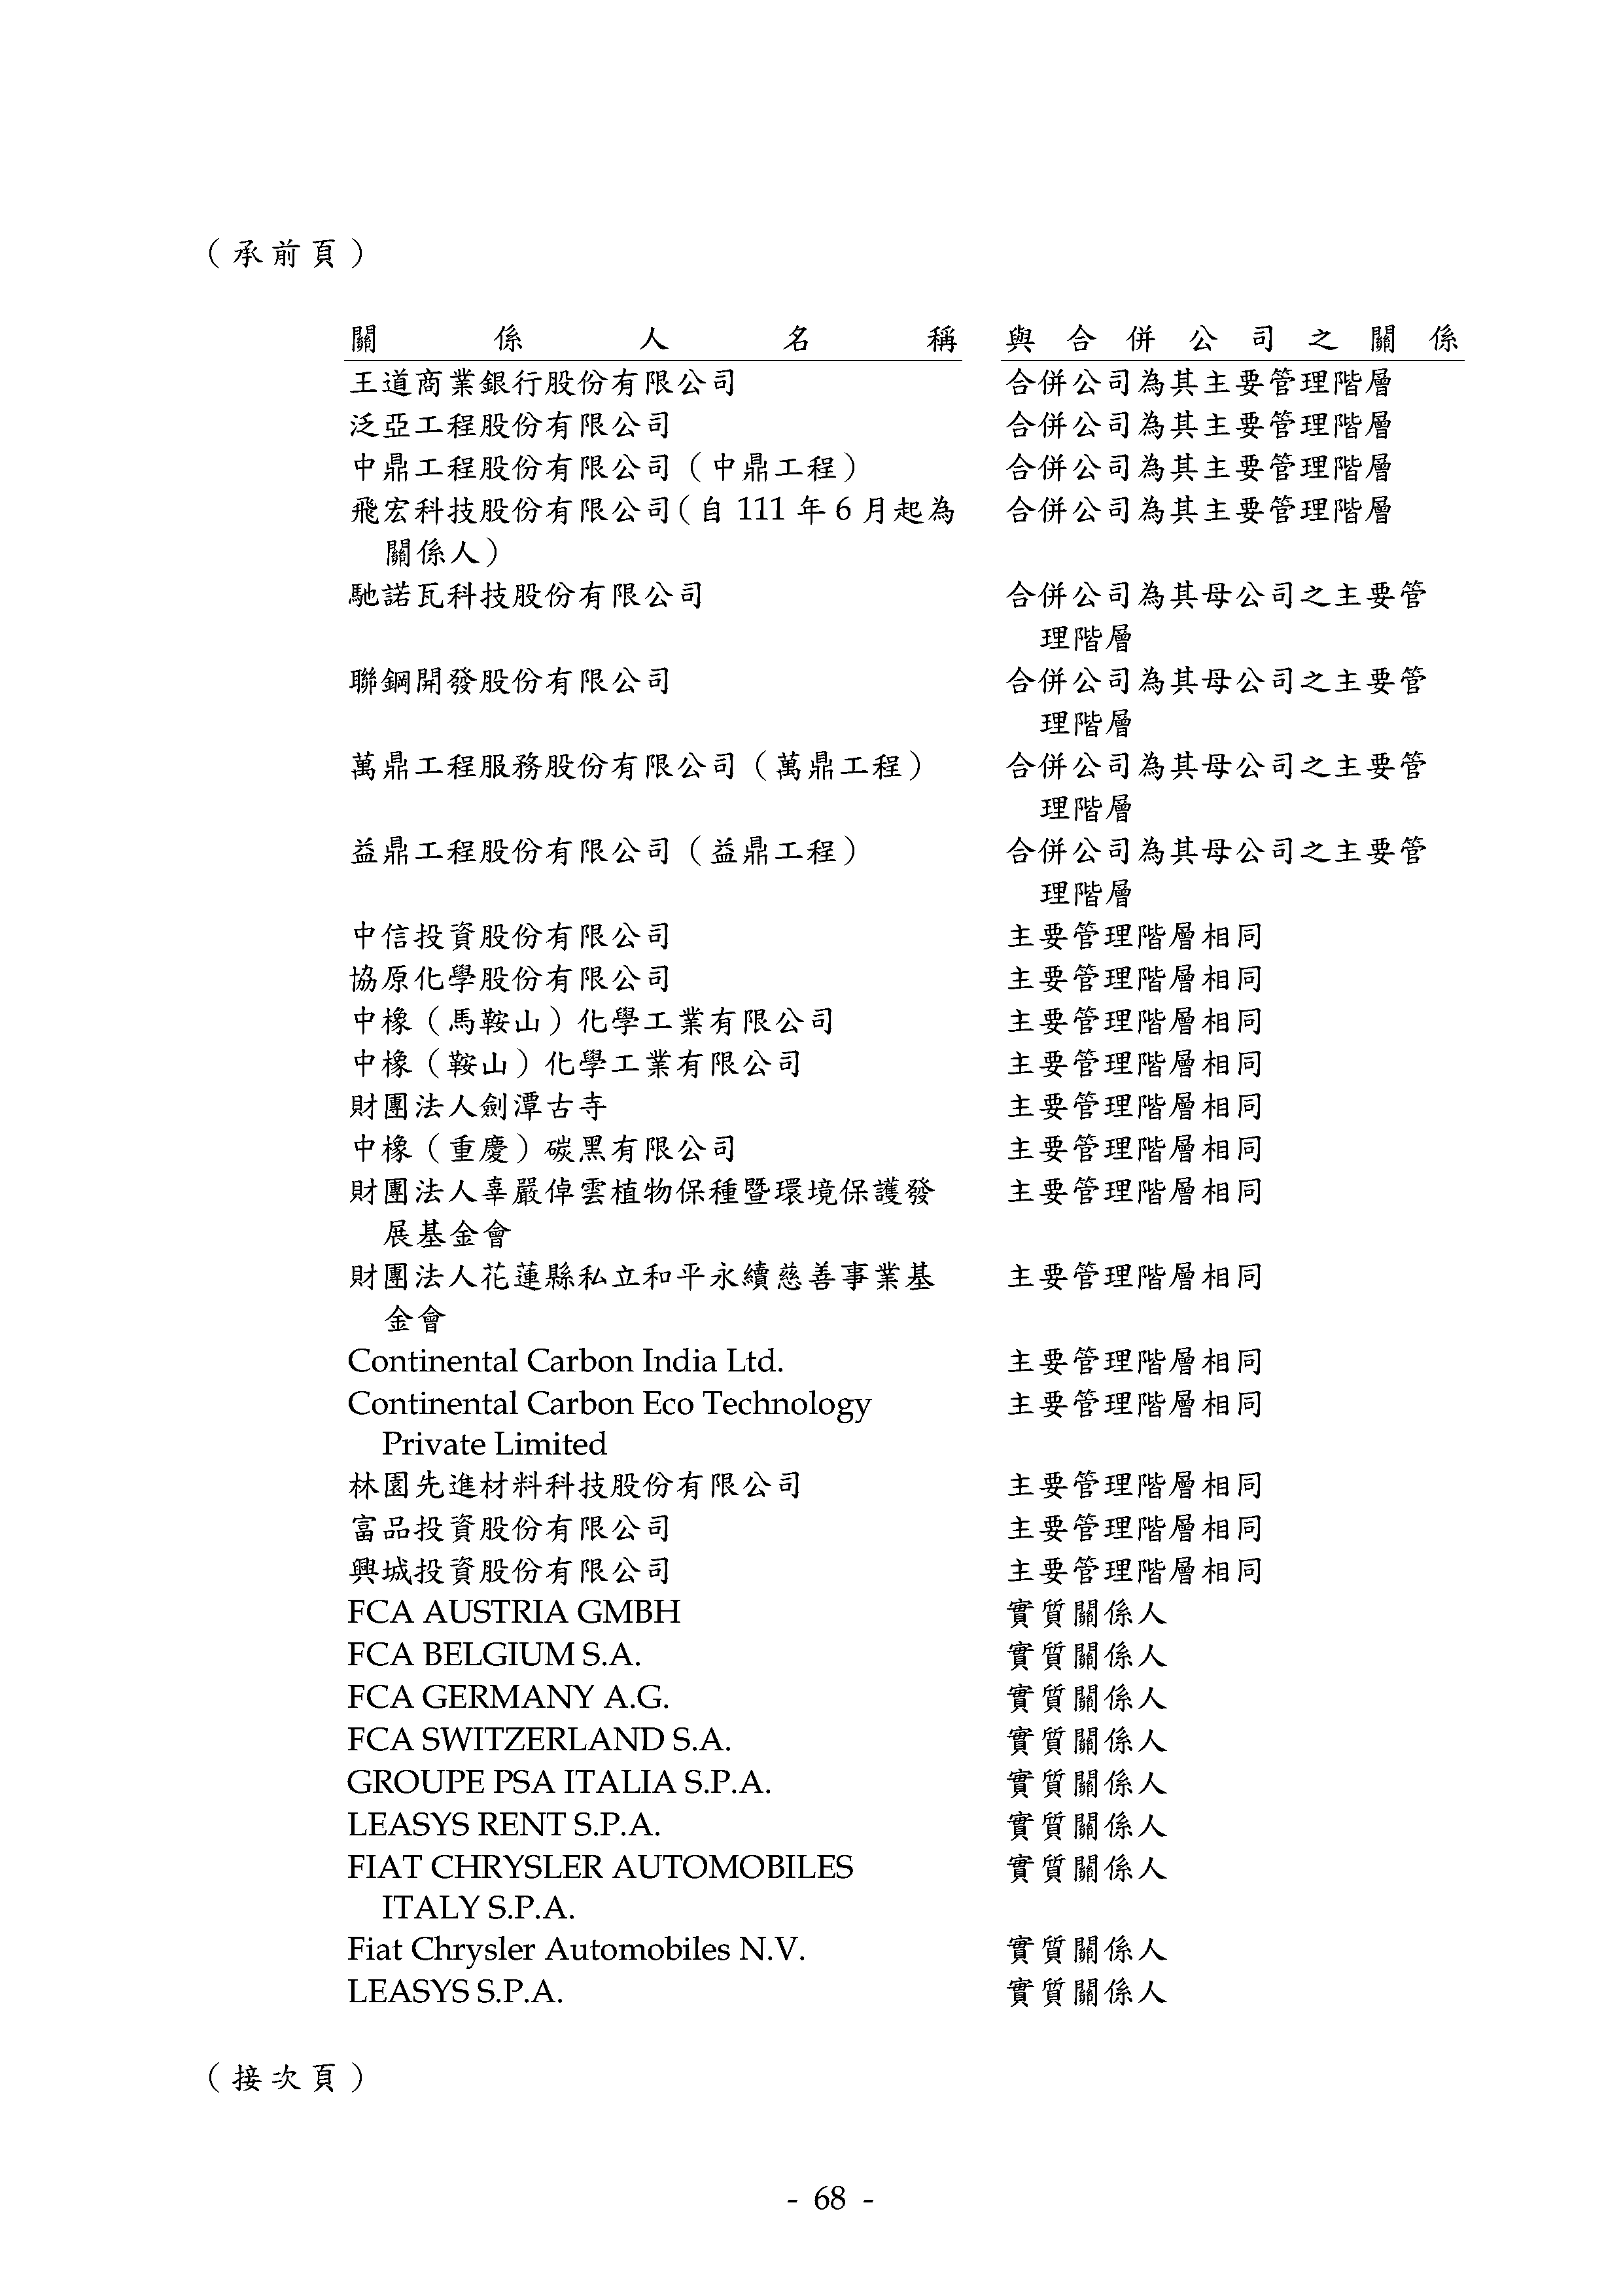 （承前頁）
關係人名稱 與合併公司之關係
王道商業銀行股份有限公司 合併公司為其主要管理階層
泛亞工程股份有限公司 合併公司為其主要管理階層
中鼎工程股份有限公司（中鼎工程） 合併公司為其主要管理階層
飛宏科技股份有限公司（自 111 年 6 月起為 合併公司為其主要管理階層
關係人）
馳諾瓦科技股份有限公司 合併公司為其母公司之主要管
理階層
聯鋼開發股份有限公司 合併公司為其母公司之主要管
理階層
萬鼎工程服務股份有限公司（萬鼎工程） 合併公司為其母公司之主要管
理階層
益鼎工程股份有限公司（益鼎工程） 合併公司為其母公司之主要管
理階層
中信投資股份有限公司 主要管理階層相同
協原化學股份有限公司 主要管理階層相同
中橡（馬鞍山）化學工業有限公司 主要管理階層相同
中橡（鞍山）化學工業有限公司 主要管理階層相同
財團法人劍潭古寺 主要管理階層相同
中橡（重慶）碳黑有限公司 主要管理階層相同
財團法人辜嚴倬雲植物保種暨環境保護發 主要管理階層相同
展基金會
財團法人花蓮縣私立和平永續慈善事業基 主要管理階層相同
金會
Continental Carbon India Ltd. 主要管理階層相同
Continental Carbon Eco Technology 主要管理階層相同
Private Limited
林園先進材料科技股份有限公司 主要管理階層相同
富品投資股份有限公司 主要管理階層相同
興城投資股份有限公司 主要管理階層相同
FCA AUSTRIA GMBH 實質關係人
FCA BELGIUM S.A. 實質關係人
FCA GERMANY A.G. 實質關係人
FCA SWITZERLAND S.A. 實質關係人
GROUPE PSA ITALIA S.P.A. 實質關係人
LEASYS RENT S.P.A. 實質關係人
FIAT CHRYSLER AUTOMOBILES 實質關係人
ITALY S.P.A.
Fiat Chrysler Automobiles N.V. 實質關係人
LEASYS S.P.A. 實質關係人
（接次頁）
- 68 -